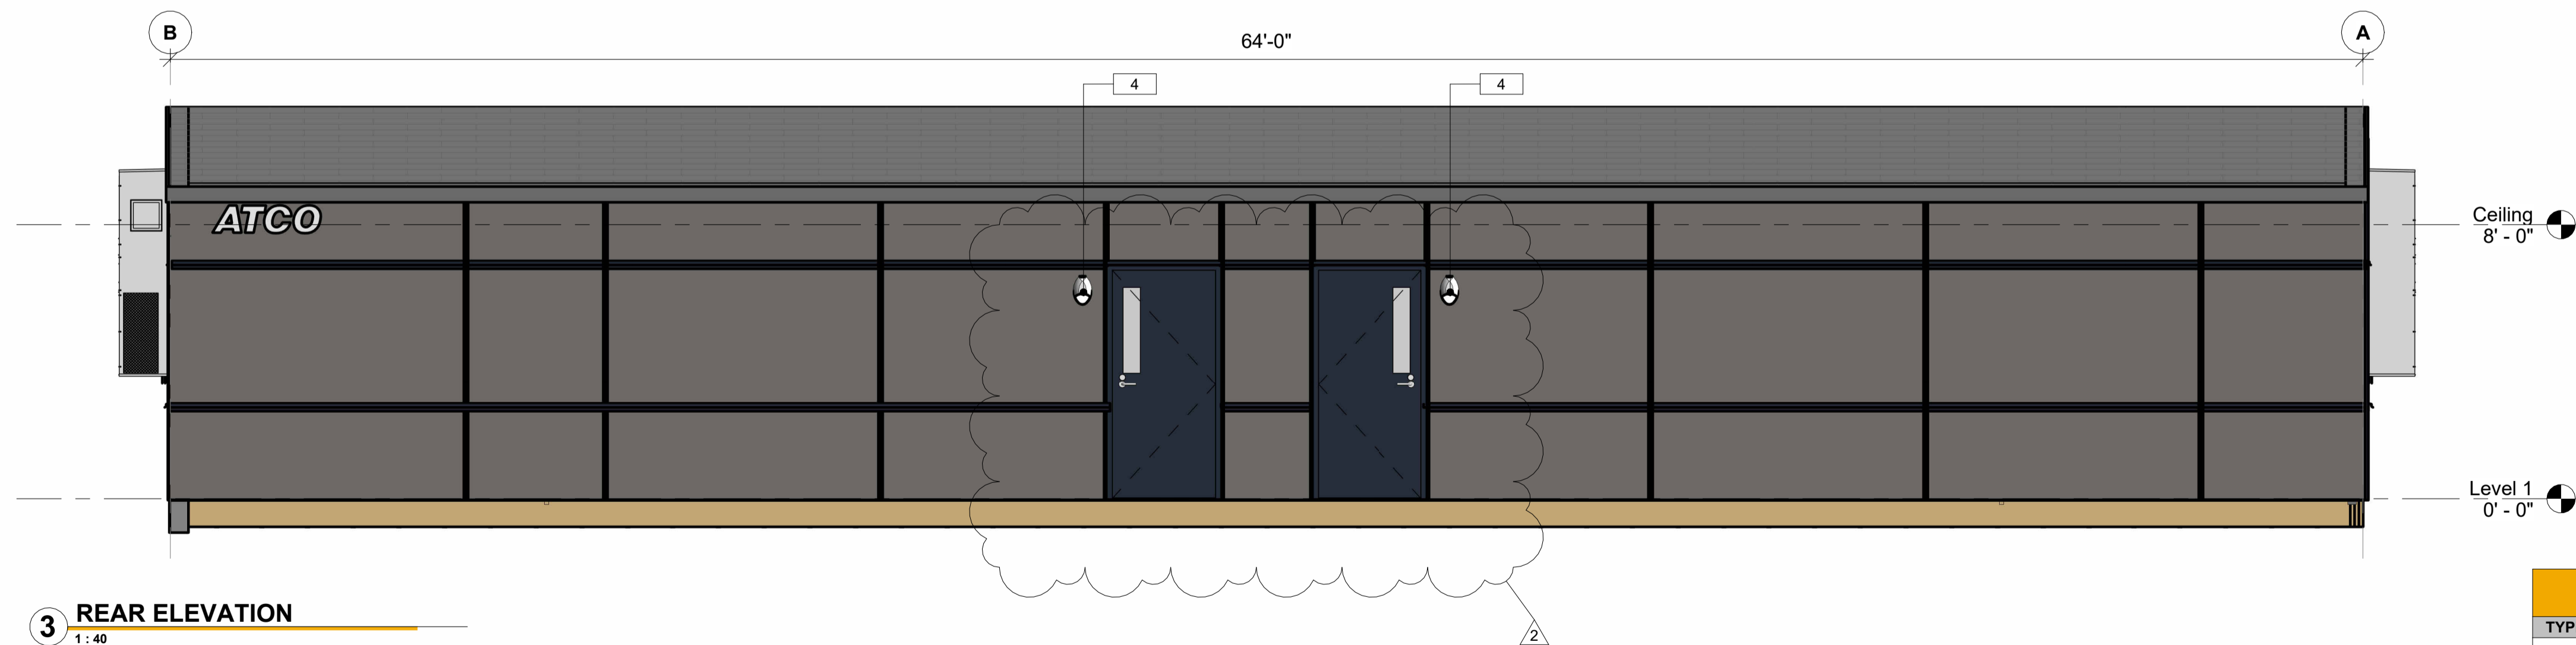 B
64'-0"
A
4
4
ATCO
Ceiling
8' - 0"
Level 1
0' - 0"
3
REAR ELEVATION
1 : 40
2
TYP